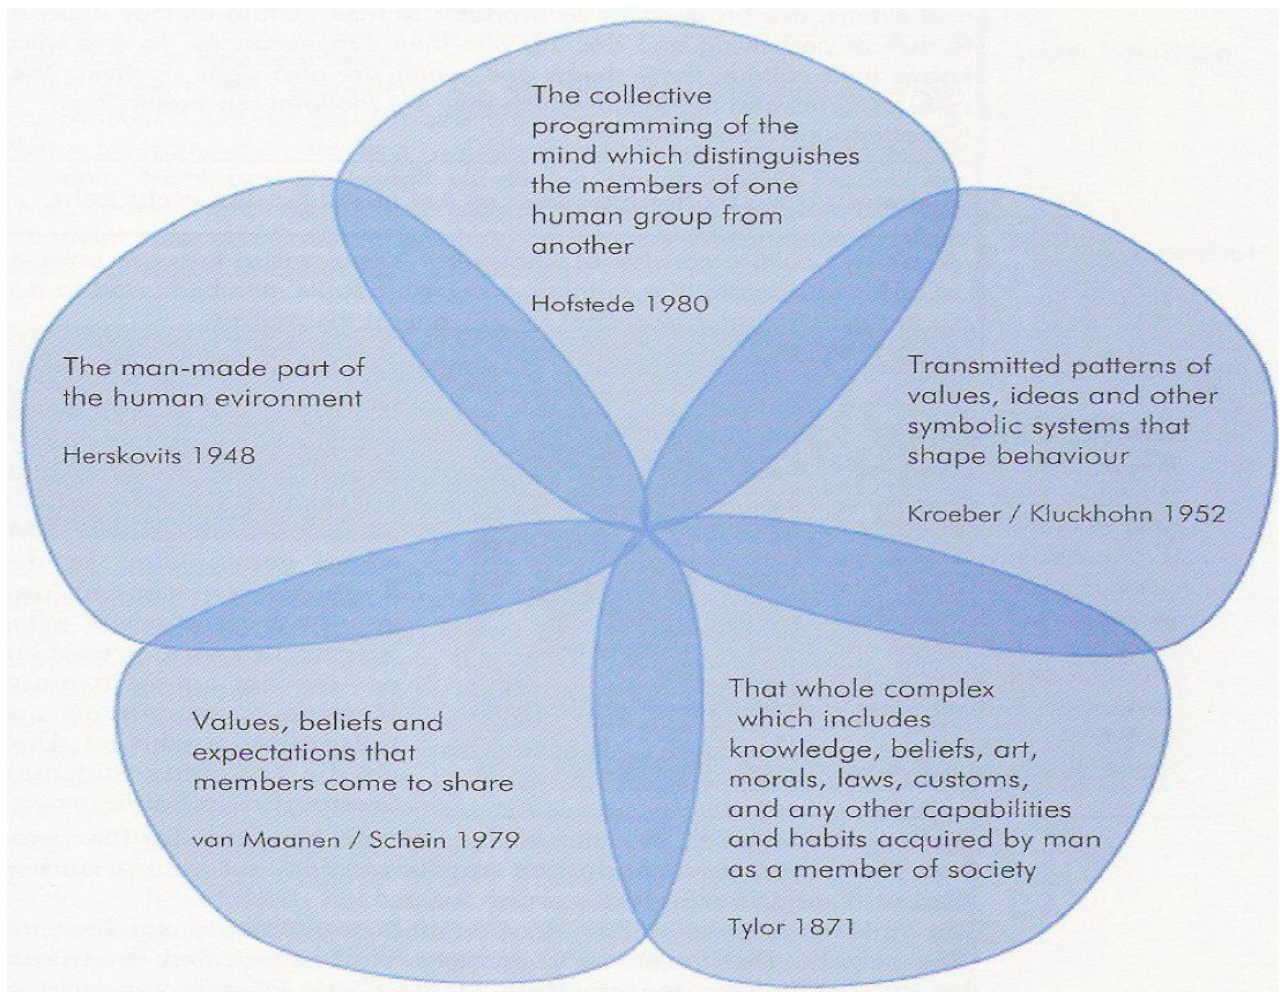 The collective
programming of the
mind which distinguishes
the members of one
human group from
another
Hofstede 1980
The man-made part of
the human evironment
Herskovits 1948
Transmitted patterns of
values, ideas and other
symbolic systems that
shape behaviour
Kroeber / Kluckhohn 1952
Values, beliefs and
expectations that
members come to share
van Maanen / Schein 1979
That whole complex
which includes
knowledge, beliefs, art,
morals, laws, customs,
and any other capabilities
and habits acquired by man
as a member of society
Tylor 1871